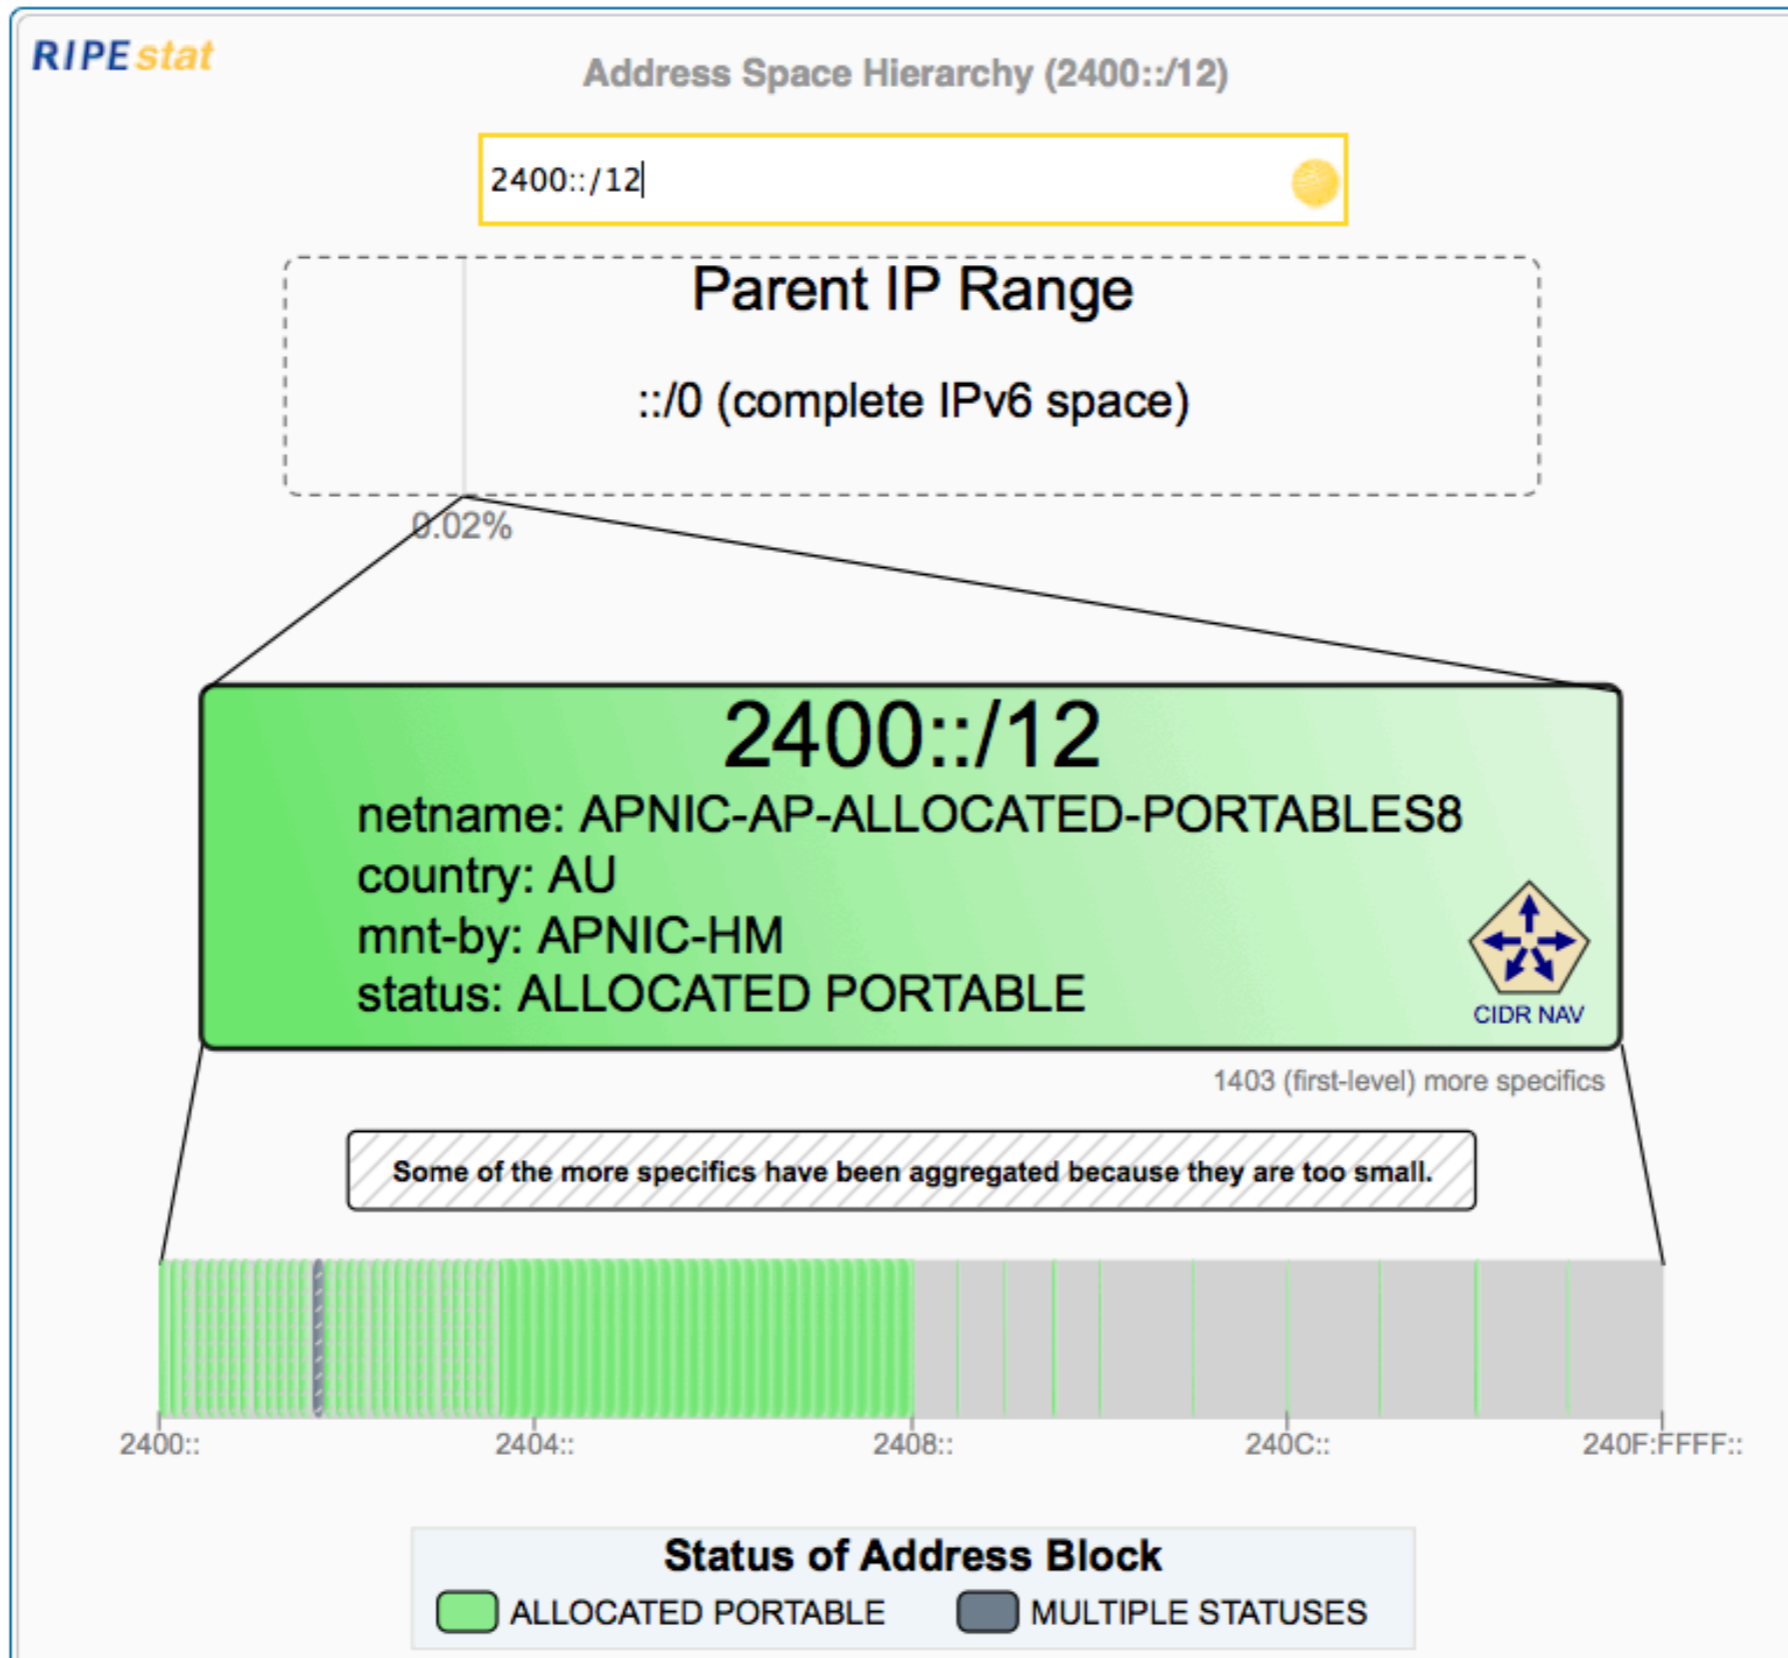 RIPEstat
Address Space Hierarchy (2400::/12)
2400::/12
Parent IP Range
::/0 (complete IPv6 space)
0.02%
2400::/12
netname: APNIC-AP-ALLOCATED-PORTABLES8
country: AU
mnt-by: APNIC-HM
status: ALLOCATED PORTABLE
CIDR NAV
1403 (first-level) more specifics
Some of the more specifics have been aggregated because they are too small.
2400:: 2404:: 2408:: 240C:: 240F:FFFF::
Status of Address Block
ALLOCATED PORTABLE MULTIPLE STATUSES